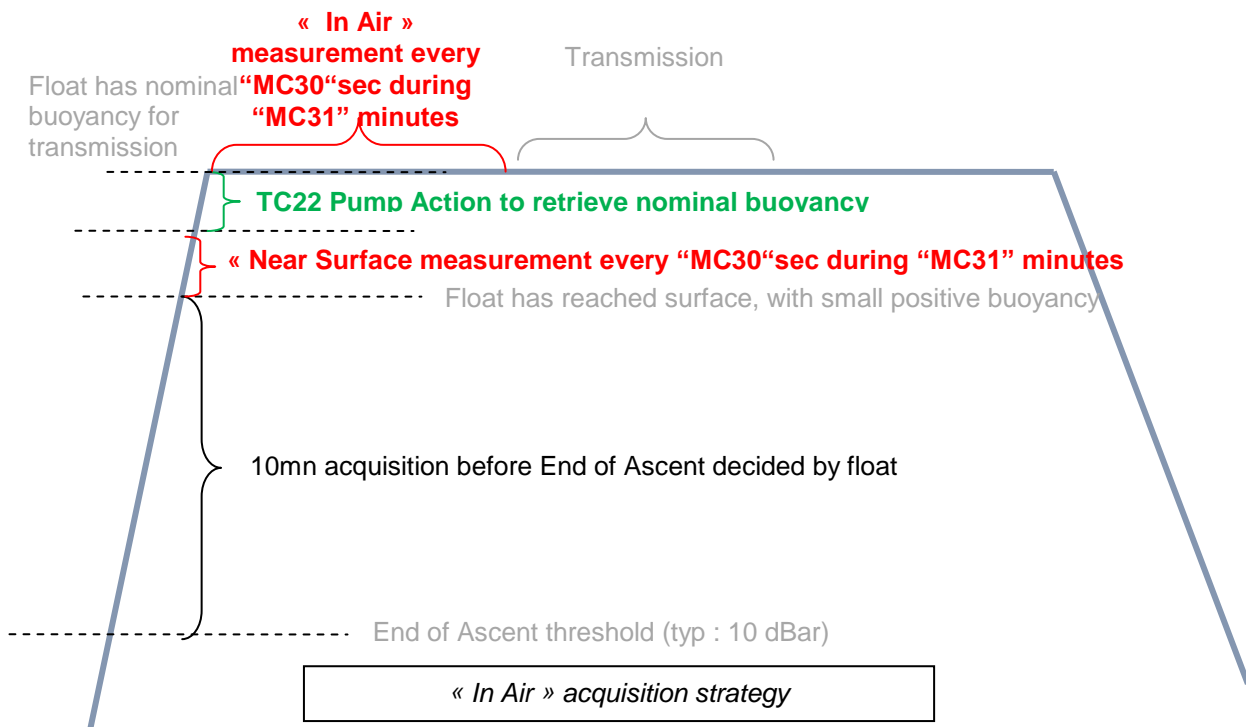 « In Air »
measurement every
“MC30“sec during
“MC31” minutes
Transmission
Float has nominal
buoyancy for
transmission
TC22 Pump Action to retrieve nominal buoyancy
« Near Surface measurement every “MC30“sec during “MC31” minutes
Float has reached surface, with small positive buoyancy
10mn acquisition before End of Ascent decided by float
End of Ascent threshold (typ : 10 dBar)
« In Air » acquisition strategy